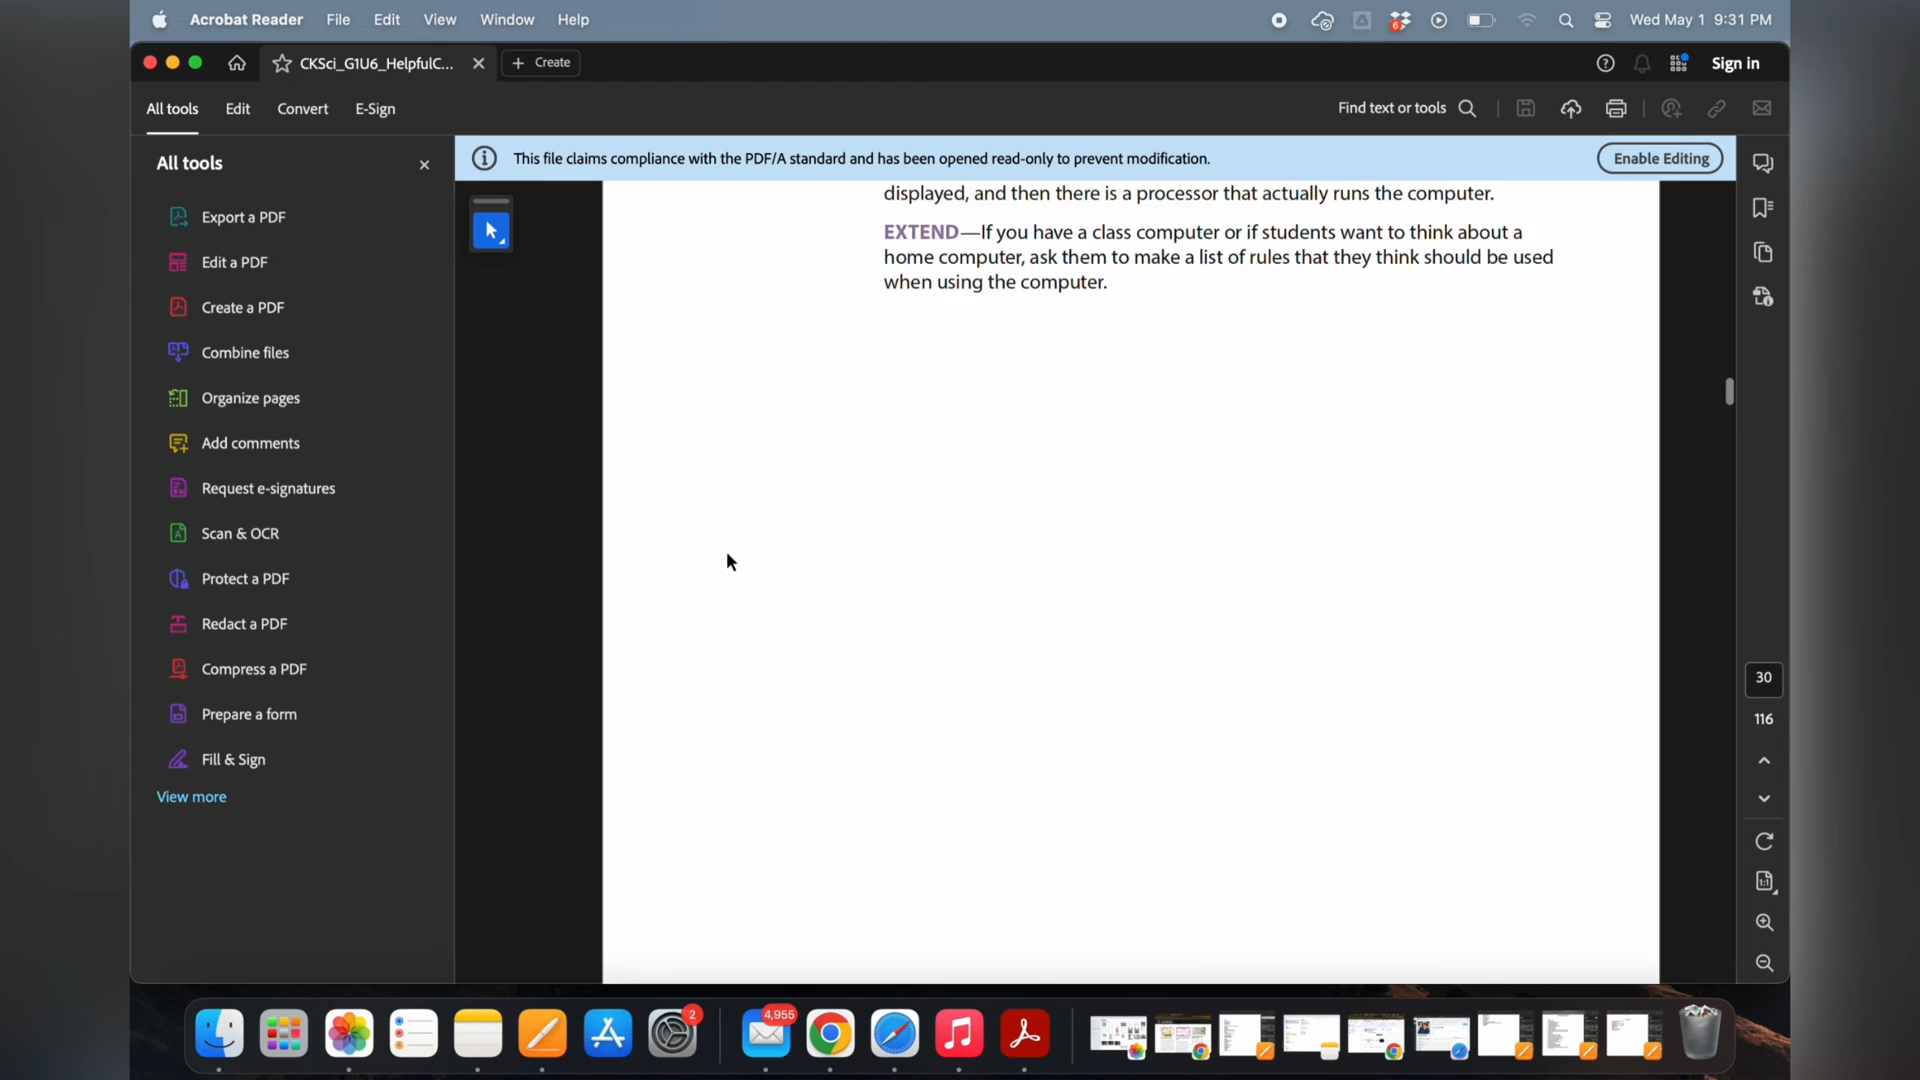 Acrobat Reader File Edit View Window Help
6
Wed May 1 9:31 PM
CKSci_G1U6_HelpfulC...
Create
Sign in
All tools Edit Convert E-Sign
Find text or tools
All tools
This file claims compliance with the PDF/A standard and has been opened read-only to prevent modification.
Enable Editing
Export a PDF
Edit a PDF
Create a PDF
Combine files
Organize pages
Add comments
Request e-signatures
Scan & OCR
Protect a PDF
Redact a PDF
Compress a PDF
Prepare a form
Fill & Sign
View more
displayed, and then there is a processor that actually runs the computer.
EXTEND—If you have a class computer or if students want to think about a
home computer, ask them to make a list of rules that they think should be used
when using the computer.
30
116
1:1
2
4,955